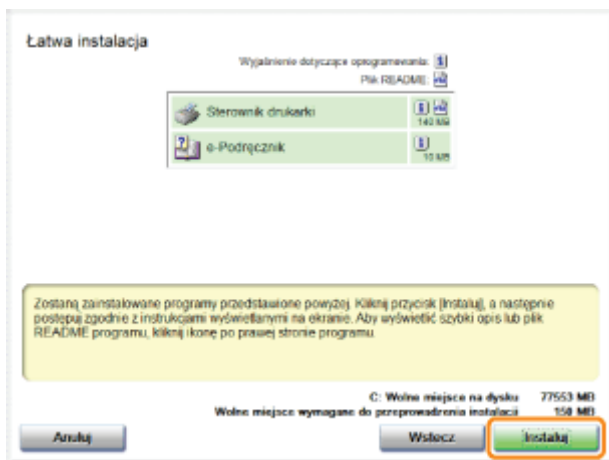 Łatwa instalacja
Wyjaśnienie dotyczące oprogramowania:
Plik README:
Sterownik drukarki
140 MB
e-Podręcznik
10 MB
Zostaną zainstalowane programy przedstawione powyżej. Kliknij przycisk [Instaluj], a następnie
postępuj zgodnie z instrukcjami wyświetlanymi na ekranie. Aby wyświetlić szybki opis lub plik
README programu, kliknij ikonę po prawej stronie programu.
C: Wolne miejsce na dysku 77553 MB
Wolne miejsce wymagane do przeprowadzenia instalacji 150 MB
Anuluj Wstecz Instaluj